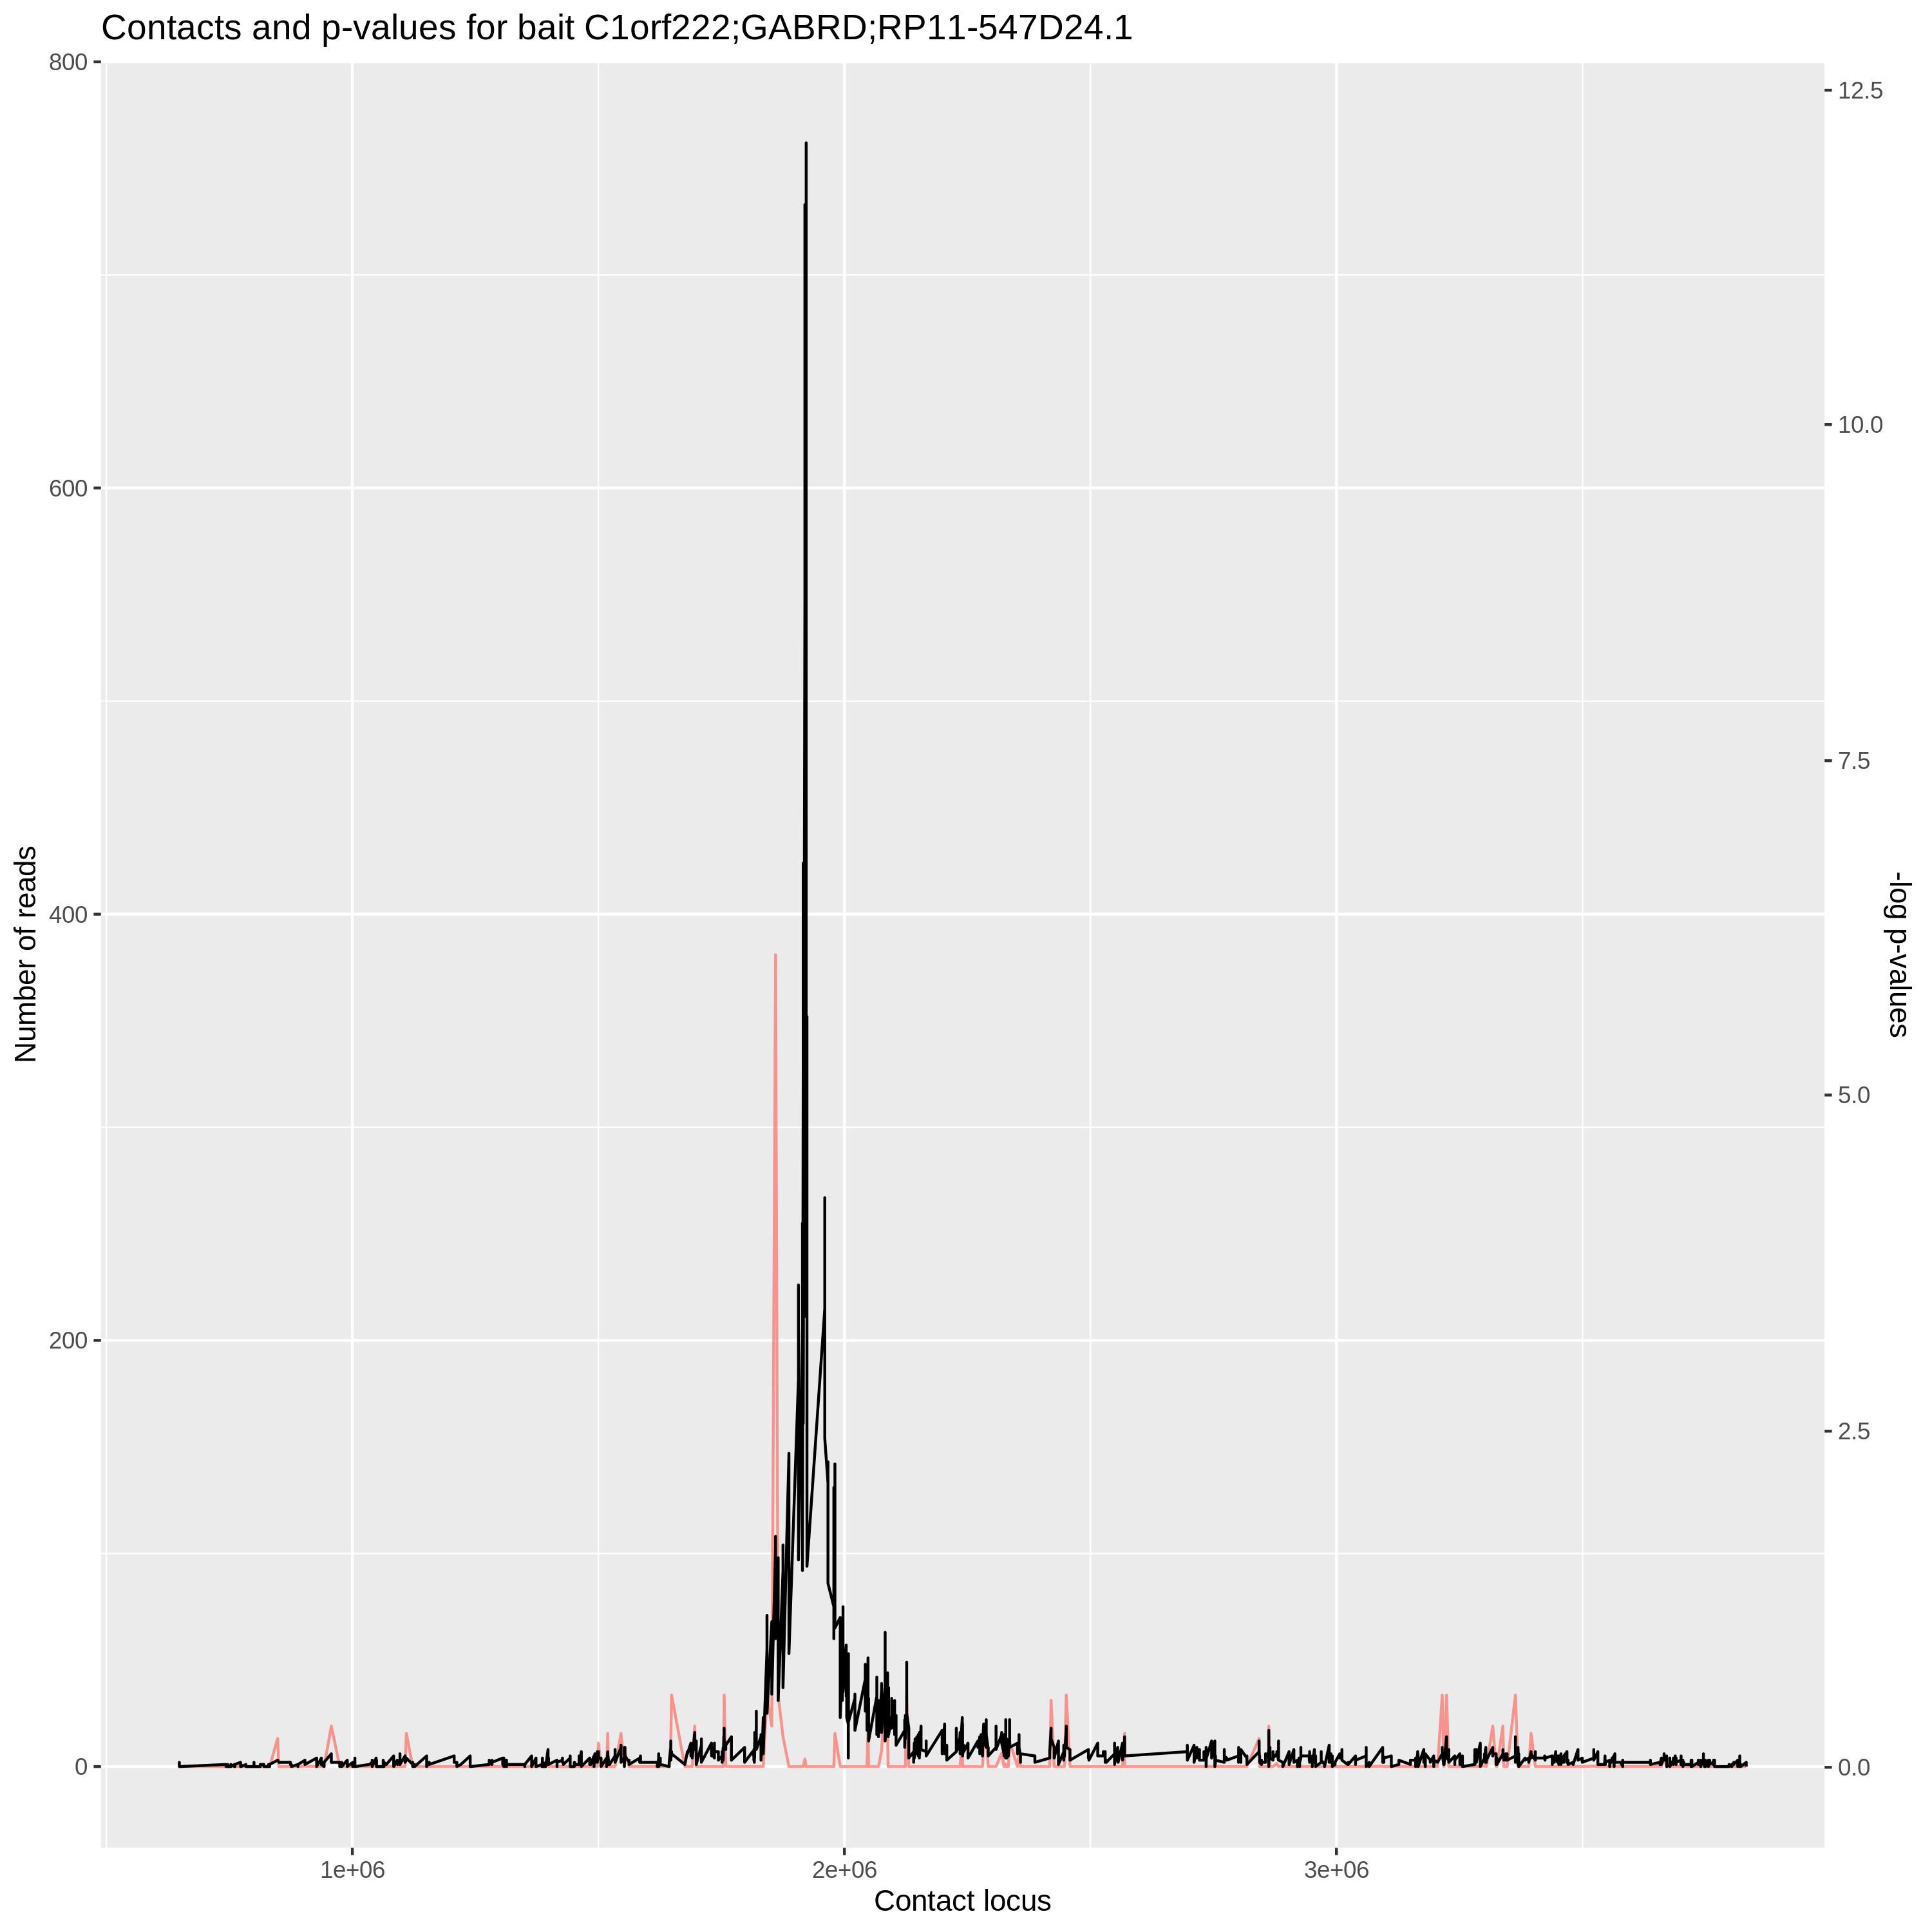 Contacts and p-values for bait C1orf222;GABRD;RP11-547D24.1
800
600
400
200
0
Number of reads
12.5
10.0
7.5
5.0
2.5
0.0
-log p-values
1e+06
2e+06
3e+06
Contact locus